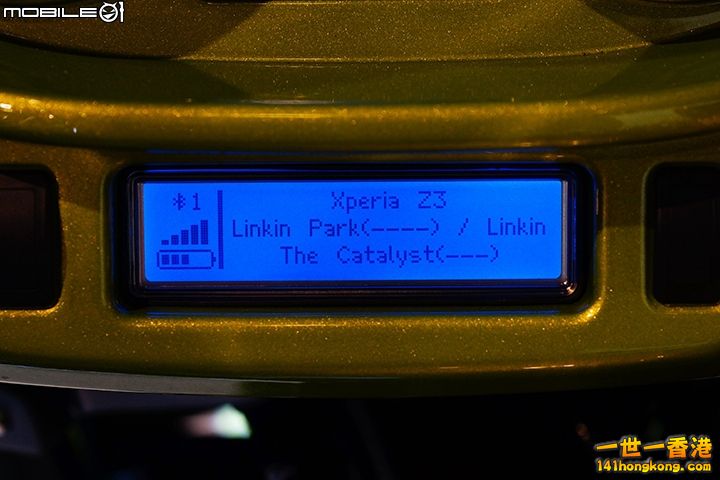 MOBILE01
1 Xperia Z3
Linkin Park(----) / Linkin
The Catalyst(---)
一世一香港
141hongkong.com